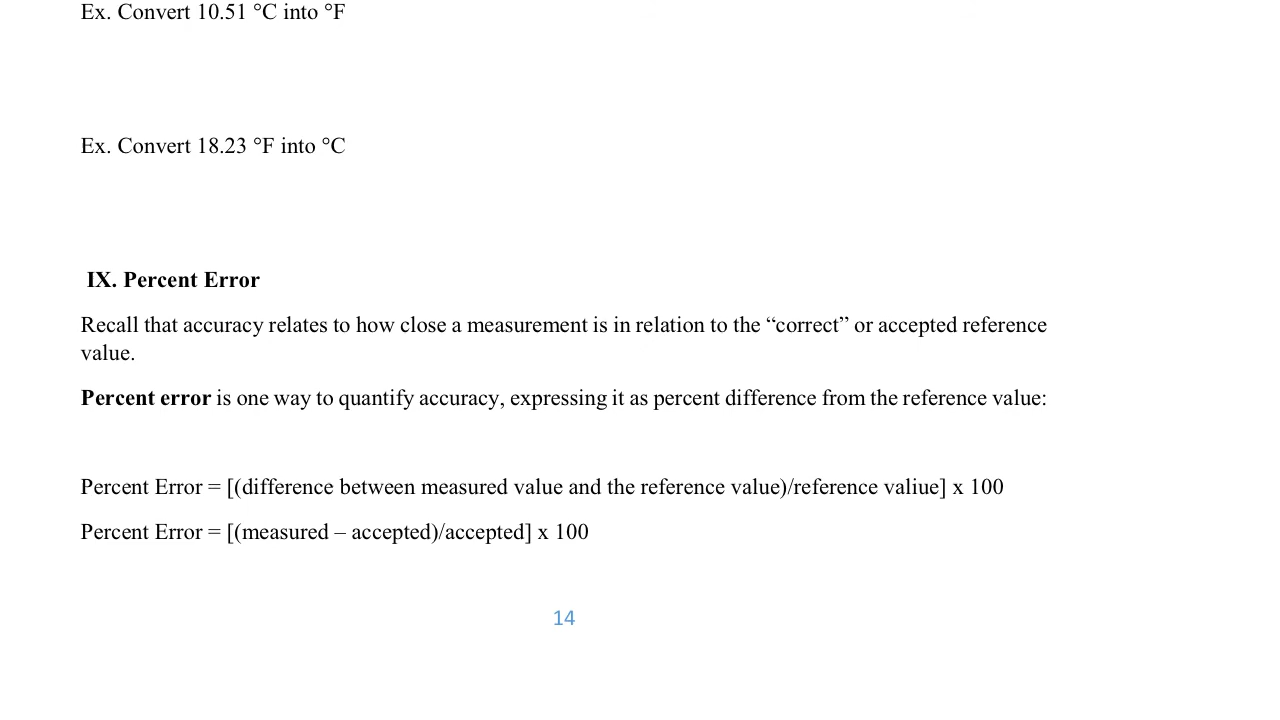 Ex. Convert 10.51 °C into °F
Ex. Convert 18.23 °F into °C
IX. Percent Error
Recall that accuracy relates to how close a measurement is in relation to the “correct” or accepted reference
value.
Percent error is one way to quantify accuracy, expressing it as percent difference from the reference value:
Percent Error = [(difference between measured value and the reference value)/reference valiue] x 100
Percent Error = [(measured – accepted)/accepted] x 100
14